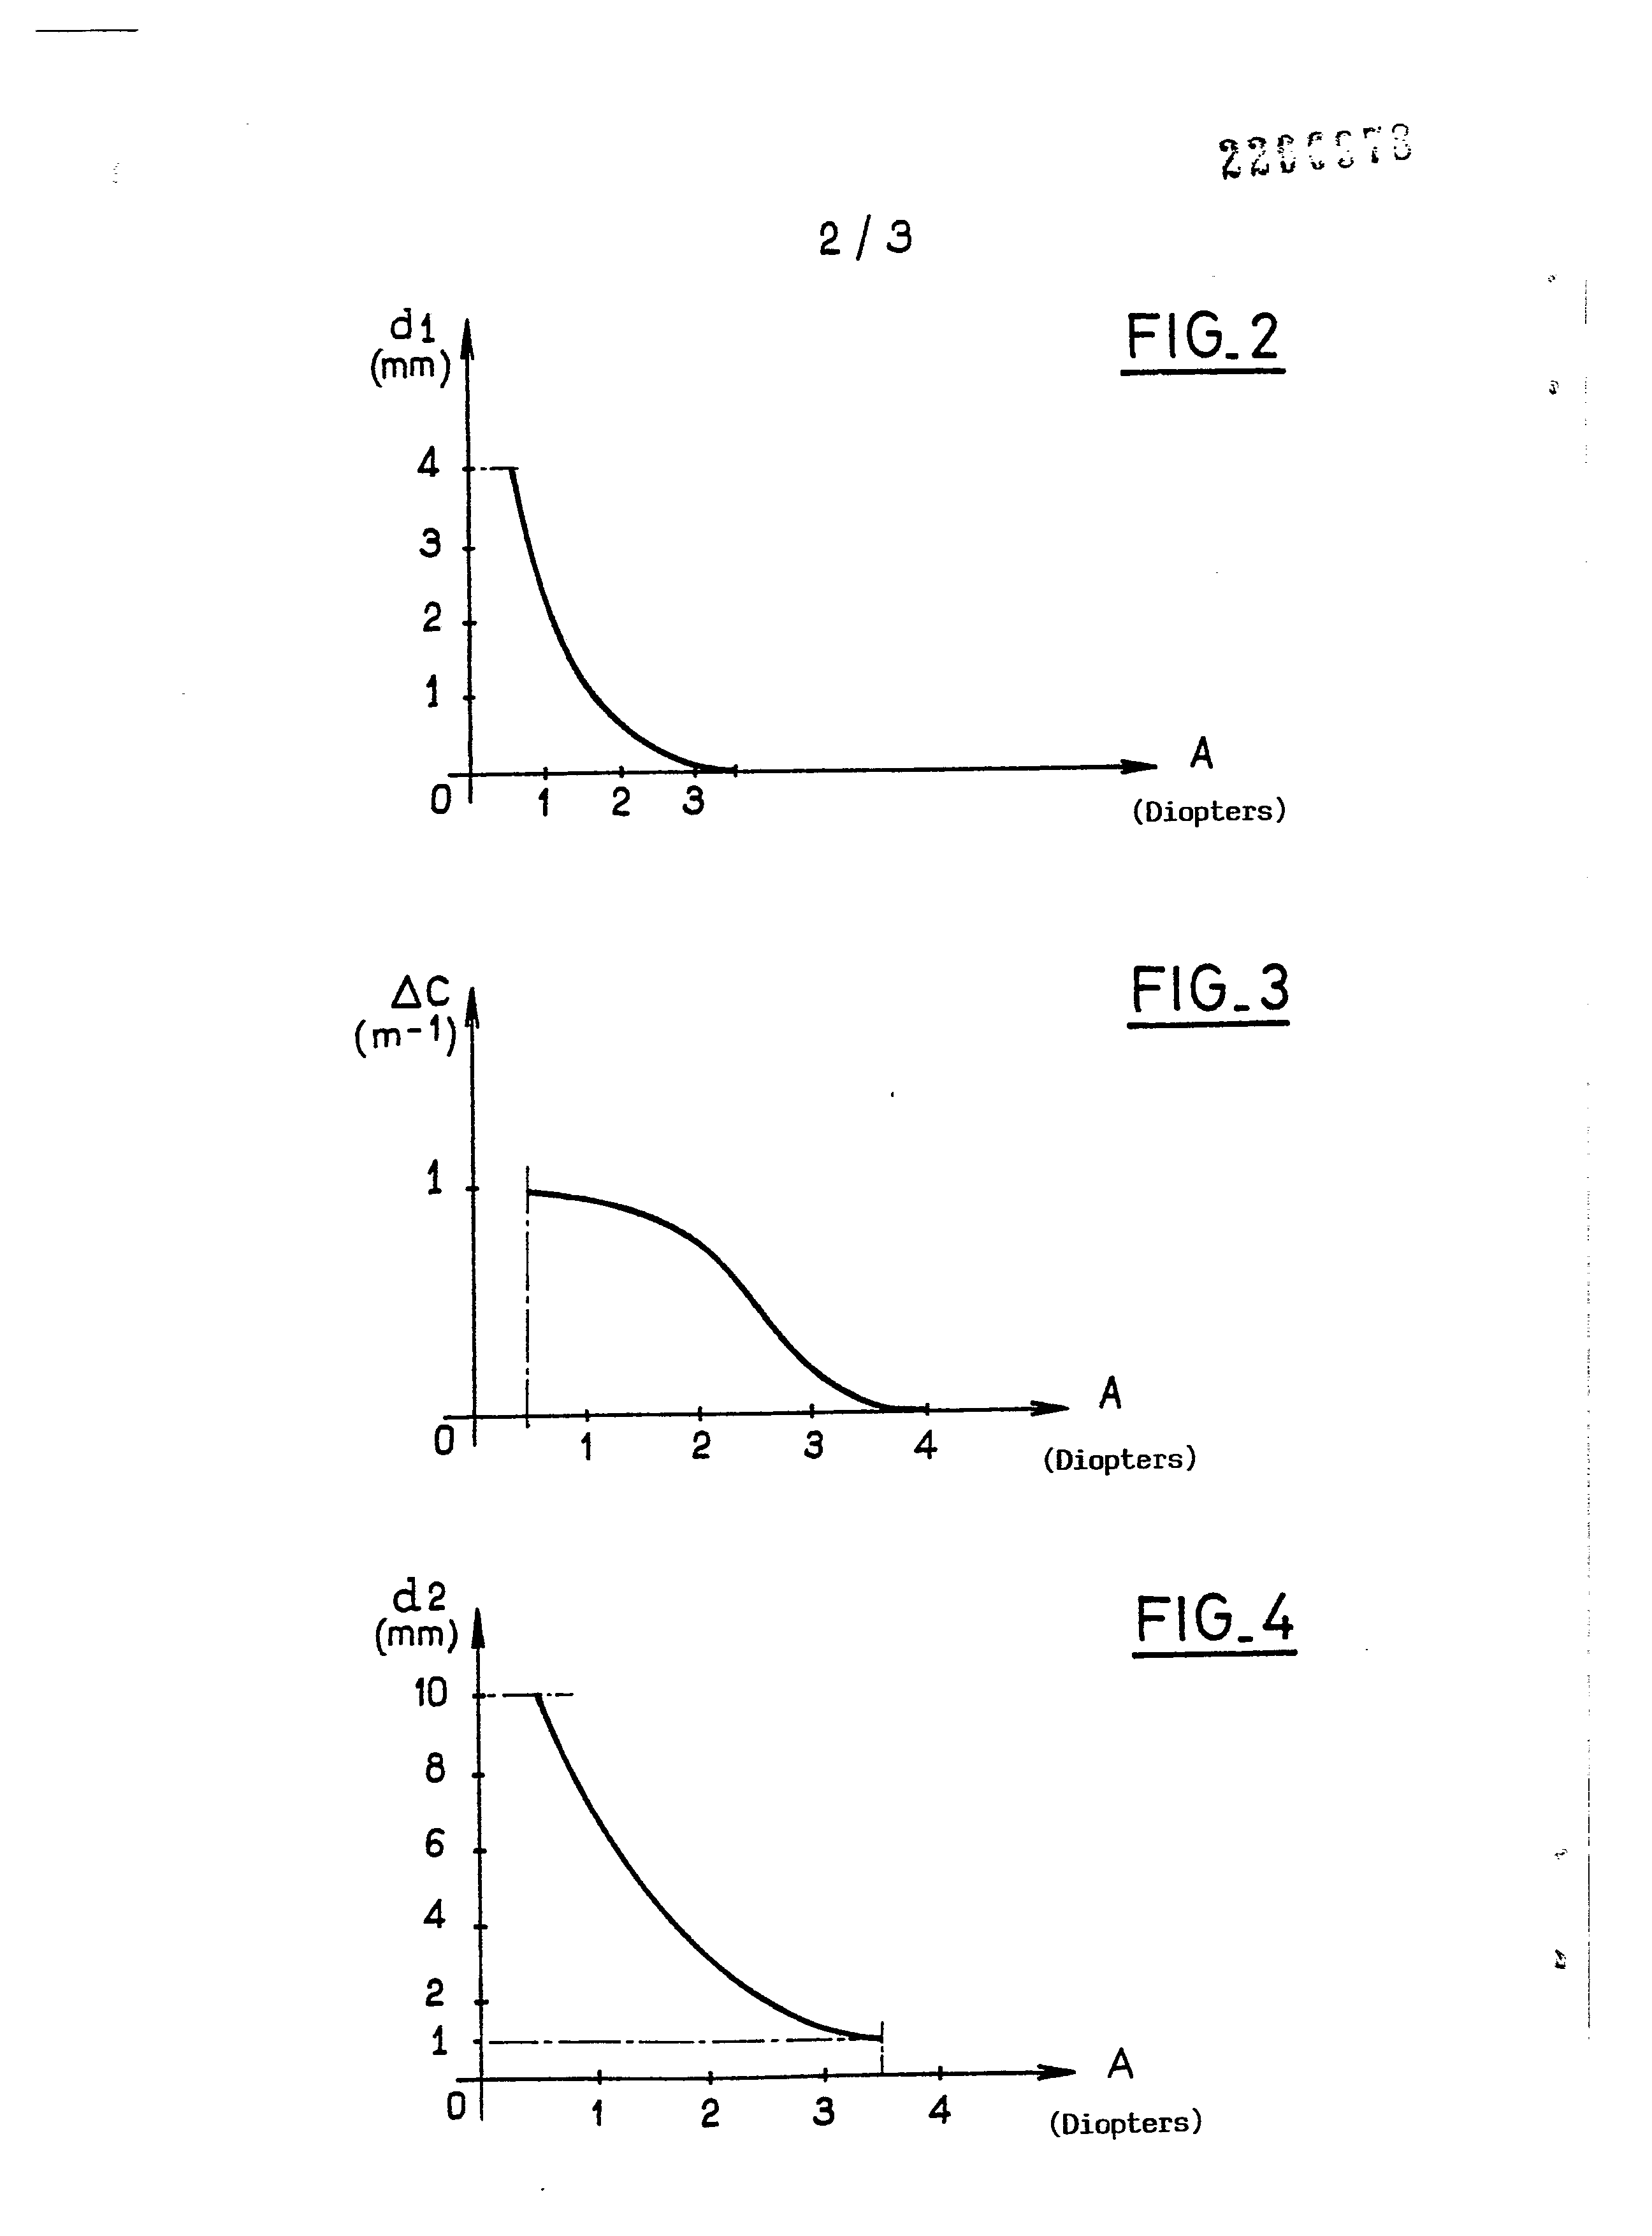 2/3
FIG_2
d1
(mm)
4
3
2
1
0 1 2 3
A
(Diopters)
FIG_3
ΔC
(m-1)
1
0 1 2 3 4
A
(Diopters)
FIG_4
d2
(mm)
10
8
6
4
2
1
0 1 2 3 4
A
(Diopters)